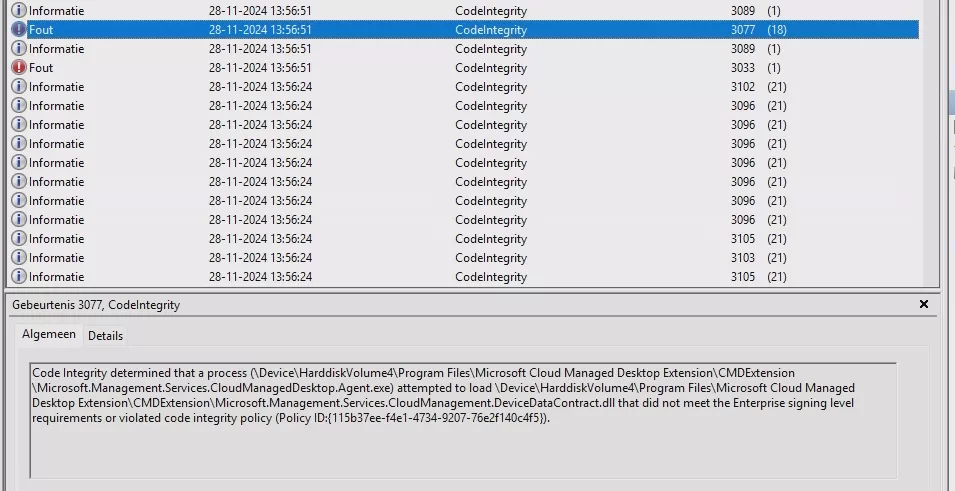 Informatie 28-11-2024 13:56:51 CodeIntegrity 3089 (1)
Fout 28-11-2024 13:56:51 CodeIntegrity 3077 (18)
Informatie 28-11-2024 13:56:51 CodeIntegrity 3089 (1)
Fout 28-11-2024 13:56:51 CodeIntegrity 3033 (1)
Informatie 28-11-2024 13:56:24 CodeIntegrity 3102 (21)
Informatie 28-11-2024 13:56:24 CodeIntegrity 3096 (21)
Informatie 28-11-2024 13:56:24 CodeIntegrity 3096 (21)
Informatie 28-11-2024 13:56:24 CodeIntegrity 3096 (21)
Informatie 28-11-2024 13:56:24 CodeIntegrity 3096 (21)
Informatie 28-11-2024 13:56:24 CodeIntegrity 3096 (21)
Informatie 28-11-2024 13:56:24 CodeIntegrity 3096 (21)
Informatie 28-11-2024 13:56:24 CodeIntegrity 3096 (21)
Informatie 28-11-2024 13:56:24 CodeIntegrity 3105 (21)
Informatie 28-11-2024 13:56:24 CodeIntegrity 3103 (21)
Informatie 28-11-2024 13:56:24 CodeIntegrity 3105 (21)
Gebeurtenis 3077, CodeIntegrity
Algemeen Details
Code Integrity determined that a process (\Device\HarddiskVolume4\Program Files\Microsoft Cloud Managed Desktop Extension\CMDExtension
\Microsoft.Management.Services.CloudManagedDesktop.Agent.exe) attempted to load \Device\HarddiskVolume4\Program Files\Microsoft Cloud Managed
Desktop Extension\CMDExtension\Microsoft.Management.Services.CloudManagement.DeviceDataContract.dll that did not meet the Enterprise signing level
requirements or violated code integrity policy (Policy ID:{115b37ee-f4e1-4734-9207-76e2f140c4f5}).